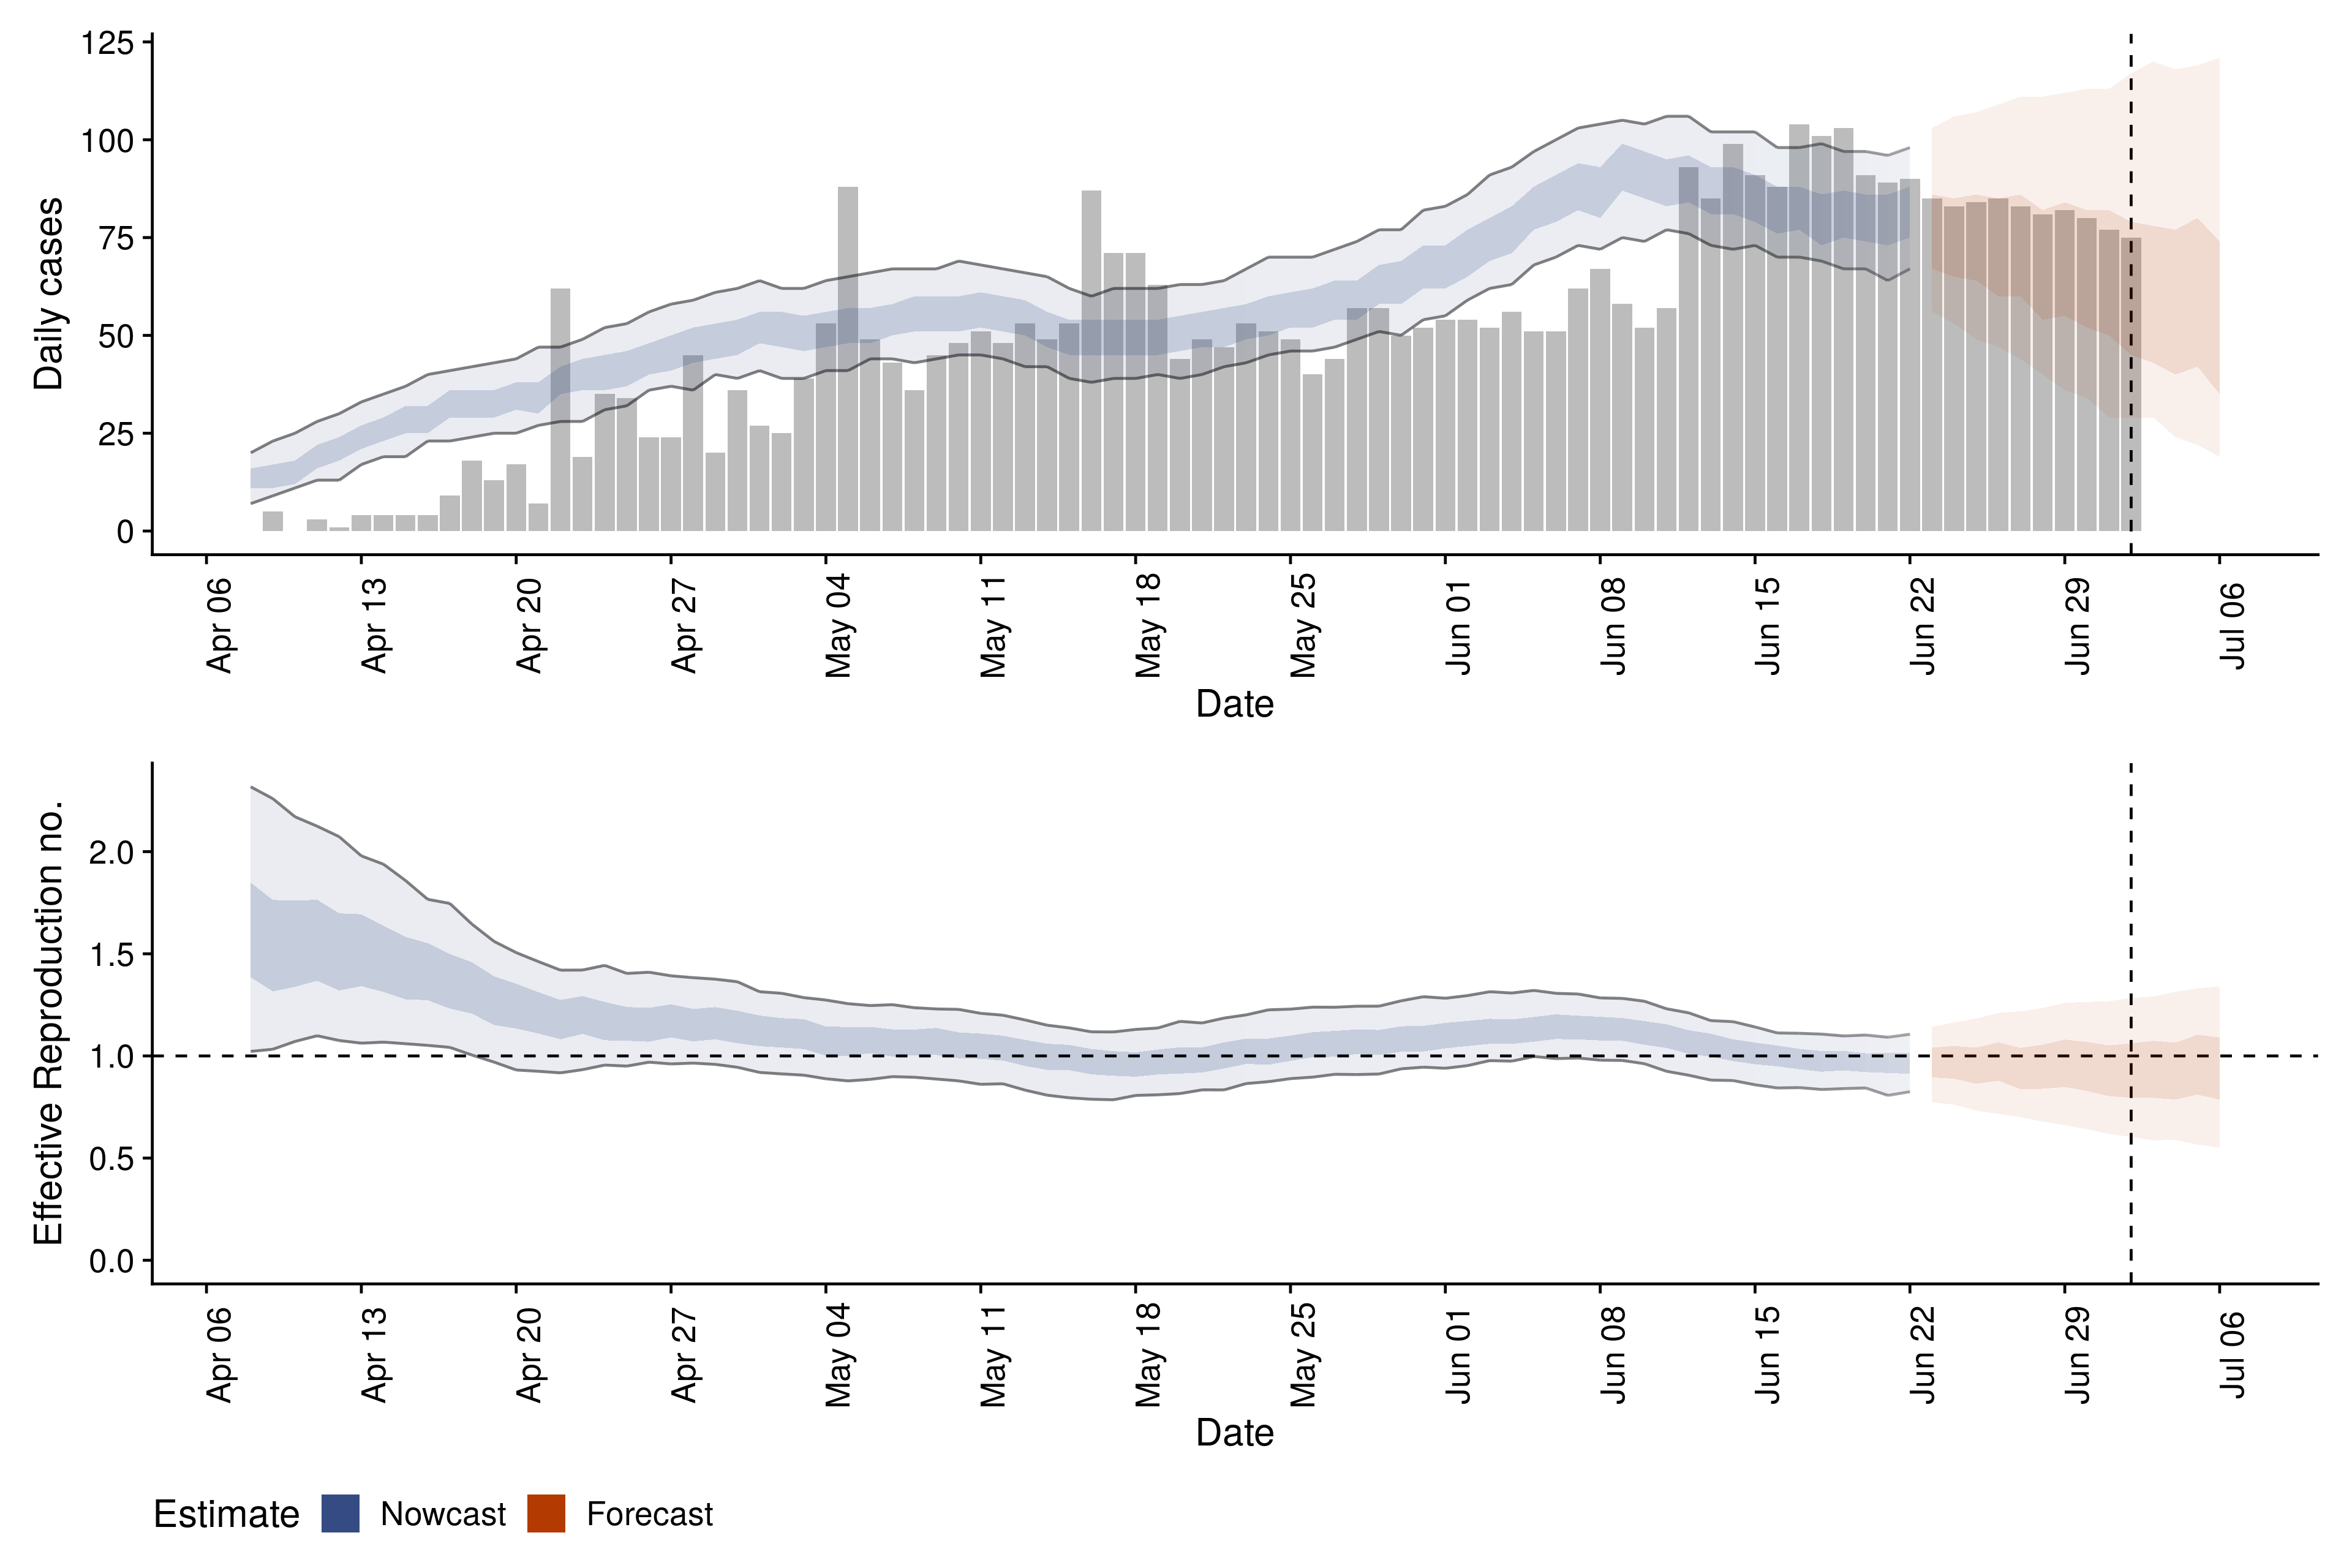 Daily cases
125
100
75
50
25
0
Apr 06
Apr 13
Apr 20
Apr 27
May 04
May 11
May 18
May 25
Jun 01
Jun 08
Jun 15
Jun 22
Jun 29
Jul 06
Date
Effective Reproduction no.
2.0
1.5
1.0
0.5
0.0
Apr 06
Apr 13
Apr 20
Apr 27
May 04
May 11
May 18
May 25
Jun 01
Jun 08
Jun 15
Jun 22
Jun 29
Jul 06
Date
Estimate Nowcast Forecast